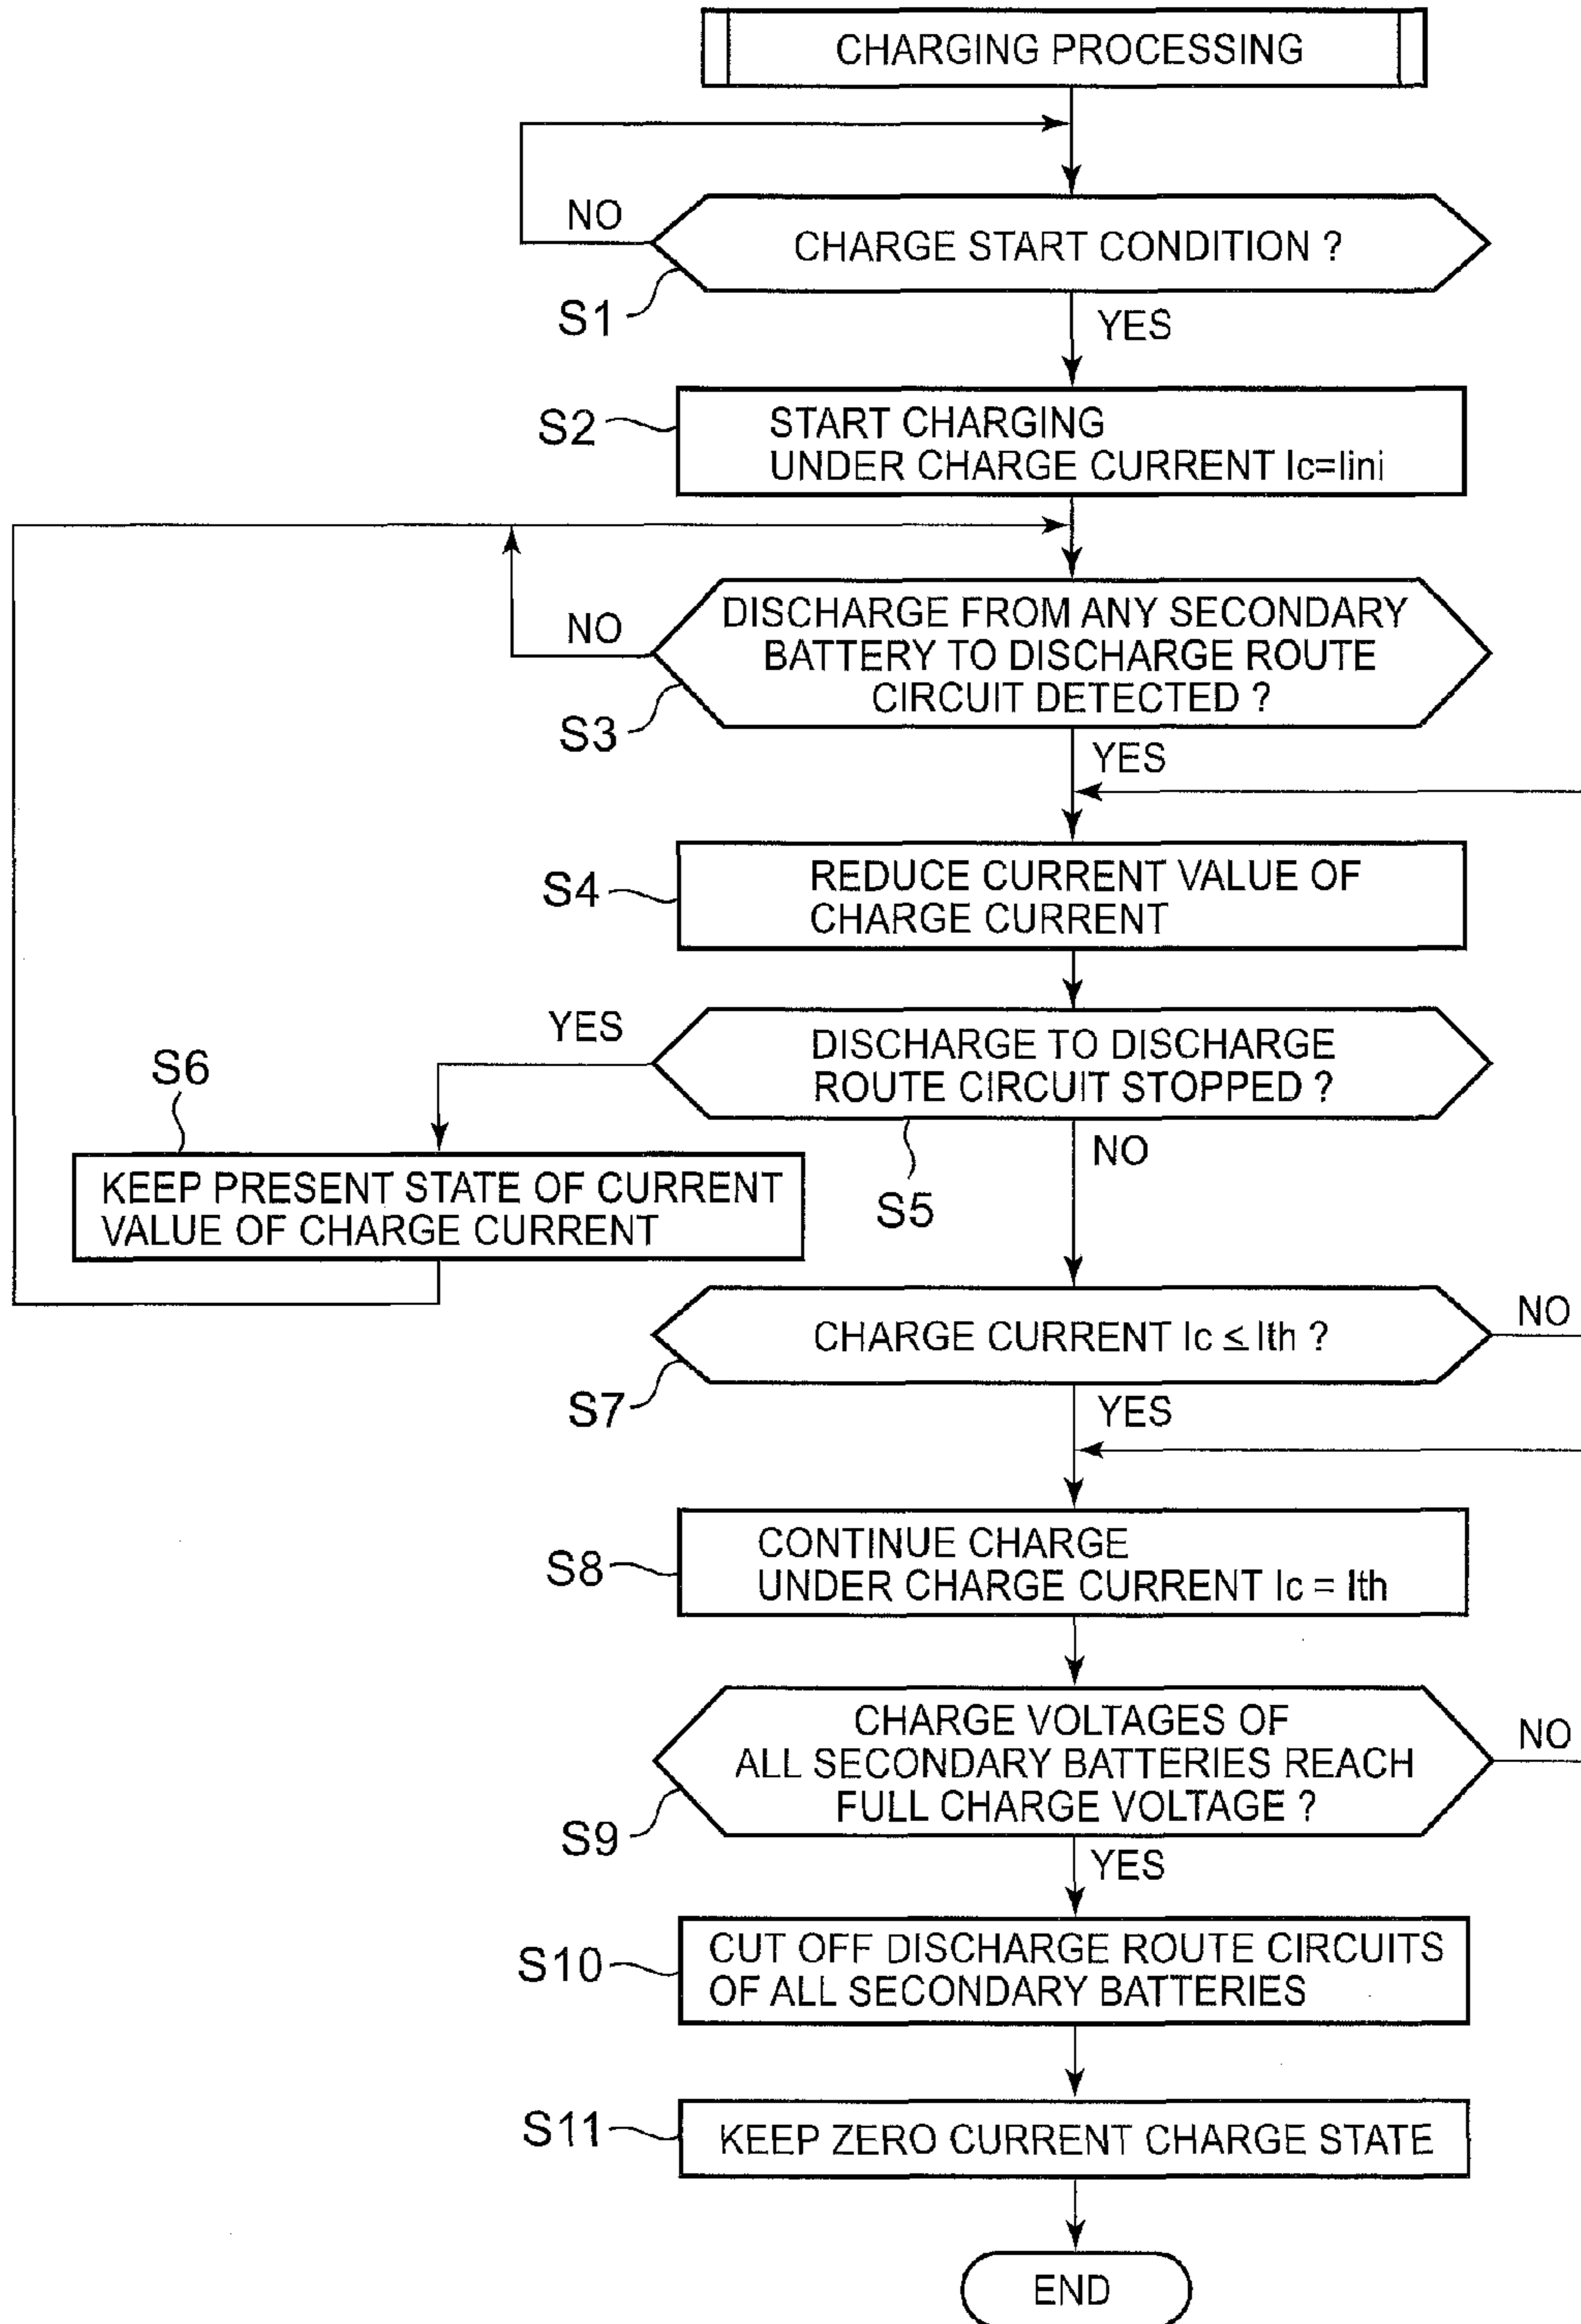 CHARGING PROCESSING
NO
CHARGE START CONDITION ?
S1
YES
S2
START CHARGING
UNDER CHARGE CURRENT Ic=Iini
NO
DISCHARGE FROM ANY SECONDARY
BATTERY TO DISCHARGE ROUTE
CIRCUIT DETECTED ?
S3
YES
S4
REDUCE CURRENT VALUE OF
CHARGE CURRENT
YES
DISCHARGE TO DISCHARGE
ROUTE CIRCUIT STOPPED ?
S6
NO
S5
KEEP PRESENT STATE OF CURRENT
VALUE OF CHARGE CURRENT
NO
CHARGE CURRENT Ic ≤ Ith ?
S7
YES
S8
CONTINUE CHARGE
UNDER CHARGE CURRENT Ic = Ith
CHARGE VOLTAGES OF
ALL SECONDARY BATTERIES REACH
FULL CHARGE VOLTAGE ?
NO
S9
YES
S10
CUT OFF DISCHARGE ROUTE CIRCUITS
OF ALL SECONDARY BATTERIES
S11
KEEP ZERO CURRENT CHARGE STATE
END